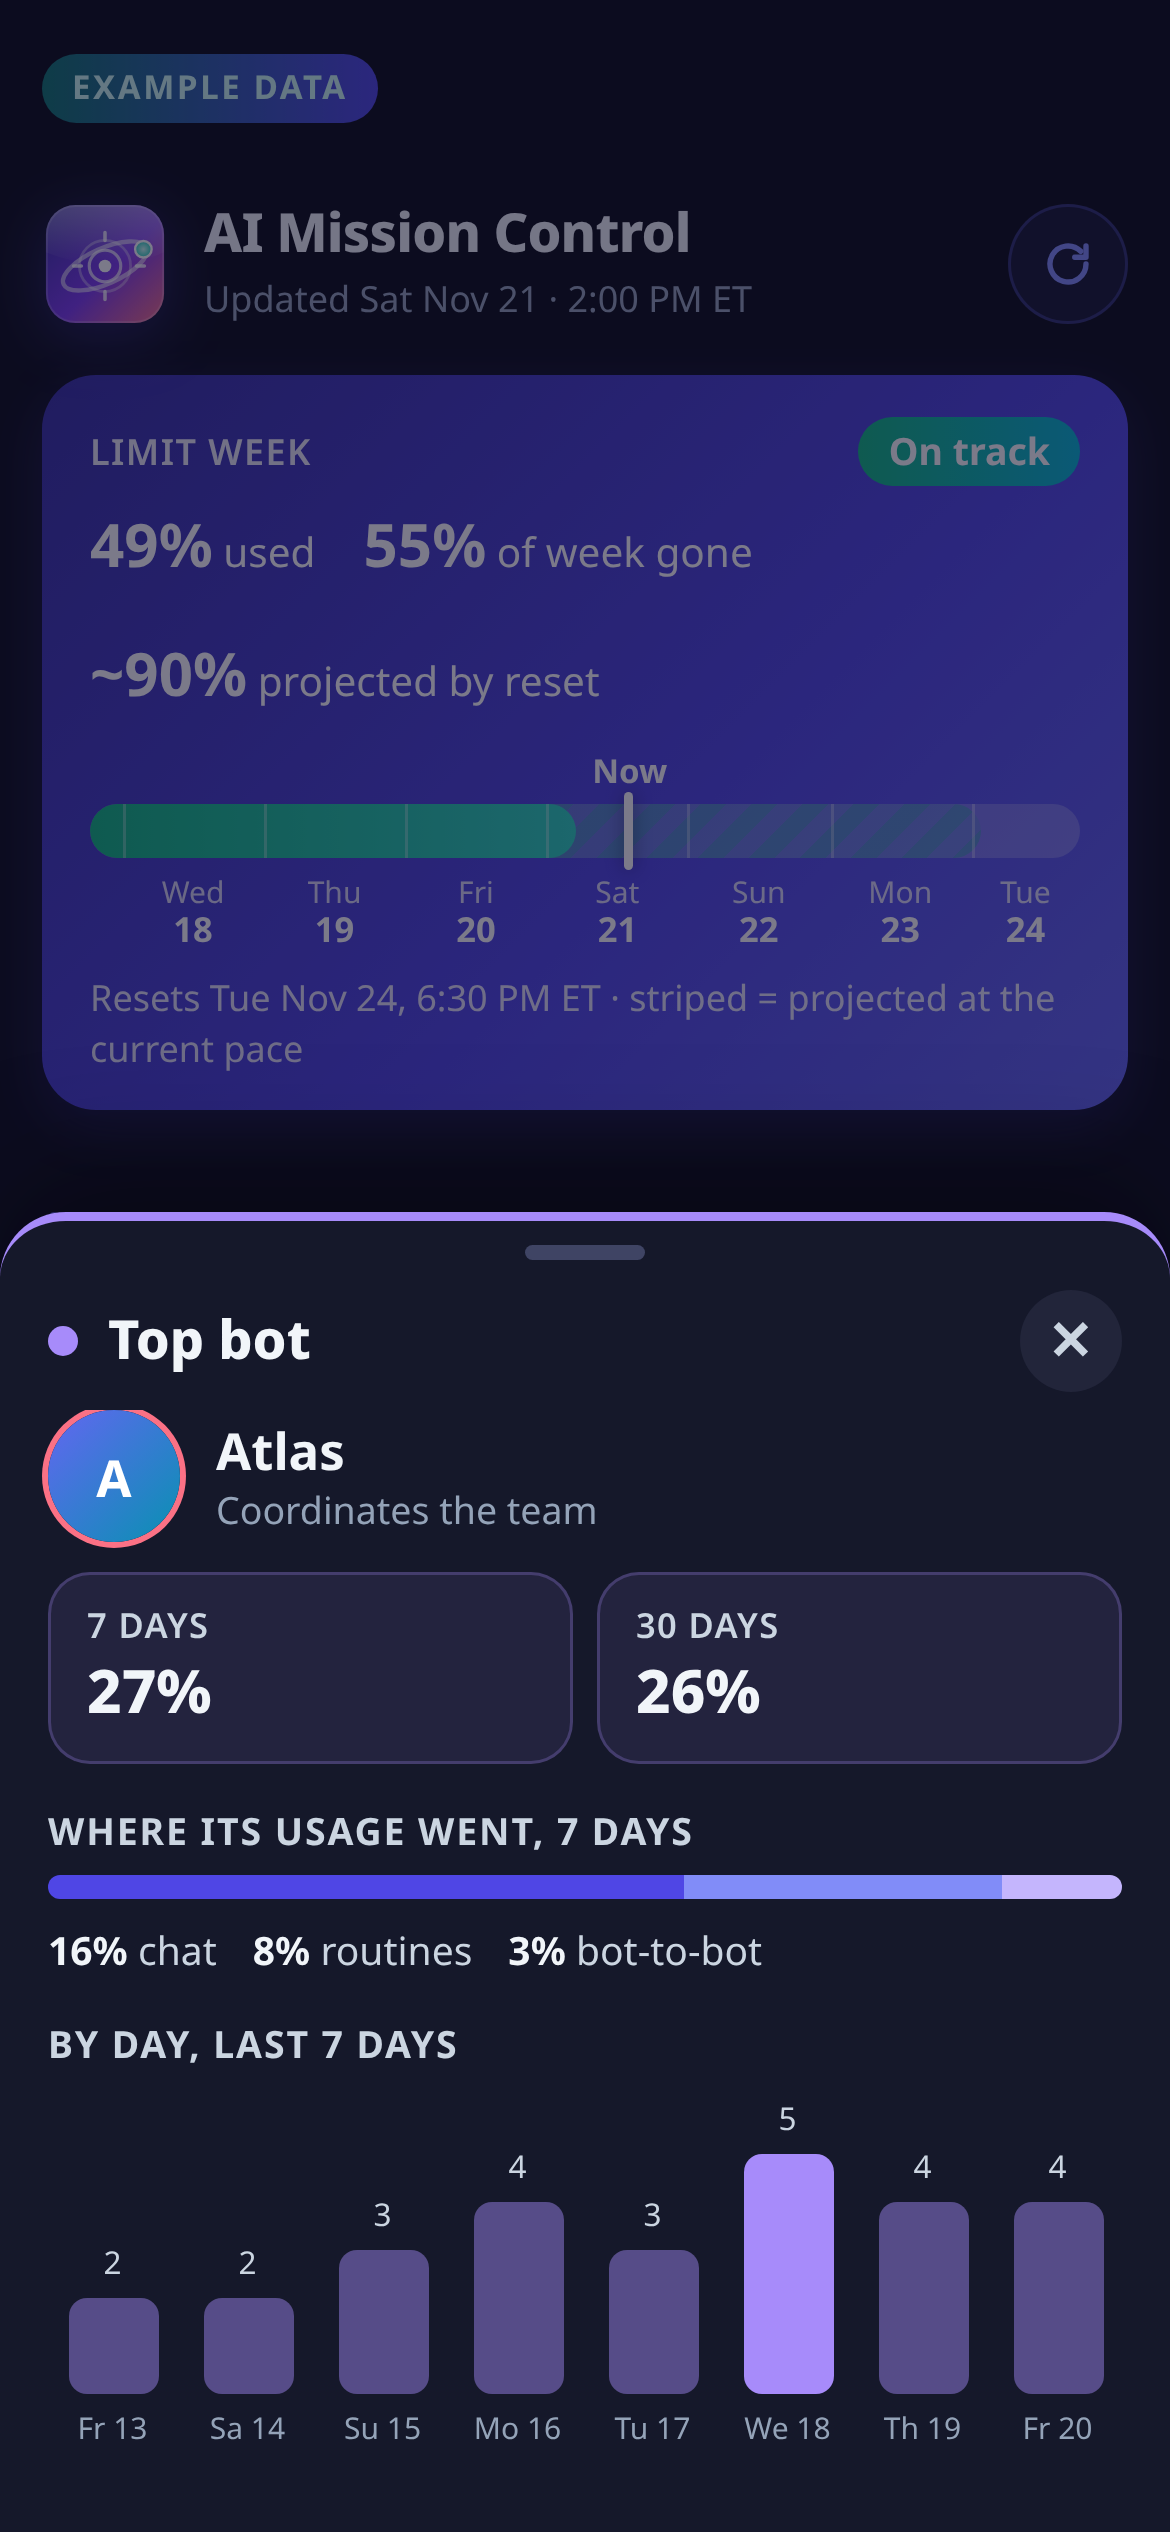 EXAMPLE DATA
AI Mission Control
Updated Sat Nov 21 · 2:00 PM ET
LIMIT WEEK
On track
49% used 55% of week gone
~90% projected by reset
Now
Wed Thu Fri Sat Sun Mon Tue
18 19 20 21 22 23 24
Resets Tue Nov 24, 6:30 PM ET · striped = projected at the
current pace
Top bot
✕
A
Atlas
Coordinates the team
7 DAYS
27%
30 DAYS
26%
WHERE ITS USAGE WENT, 7 DAYS
16% chat 8% routines 3% bot-to-bot
BY DAY, LAST 7 DAYS
2 2 3 4 3 5 4 4
Fr 13 Sa 14 Su 15 Mo 16 Tu 17 We 18 Th 19 Fr 20